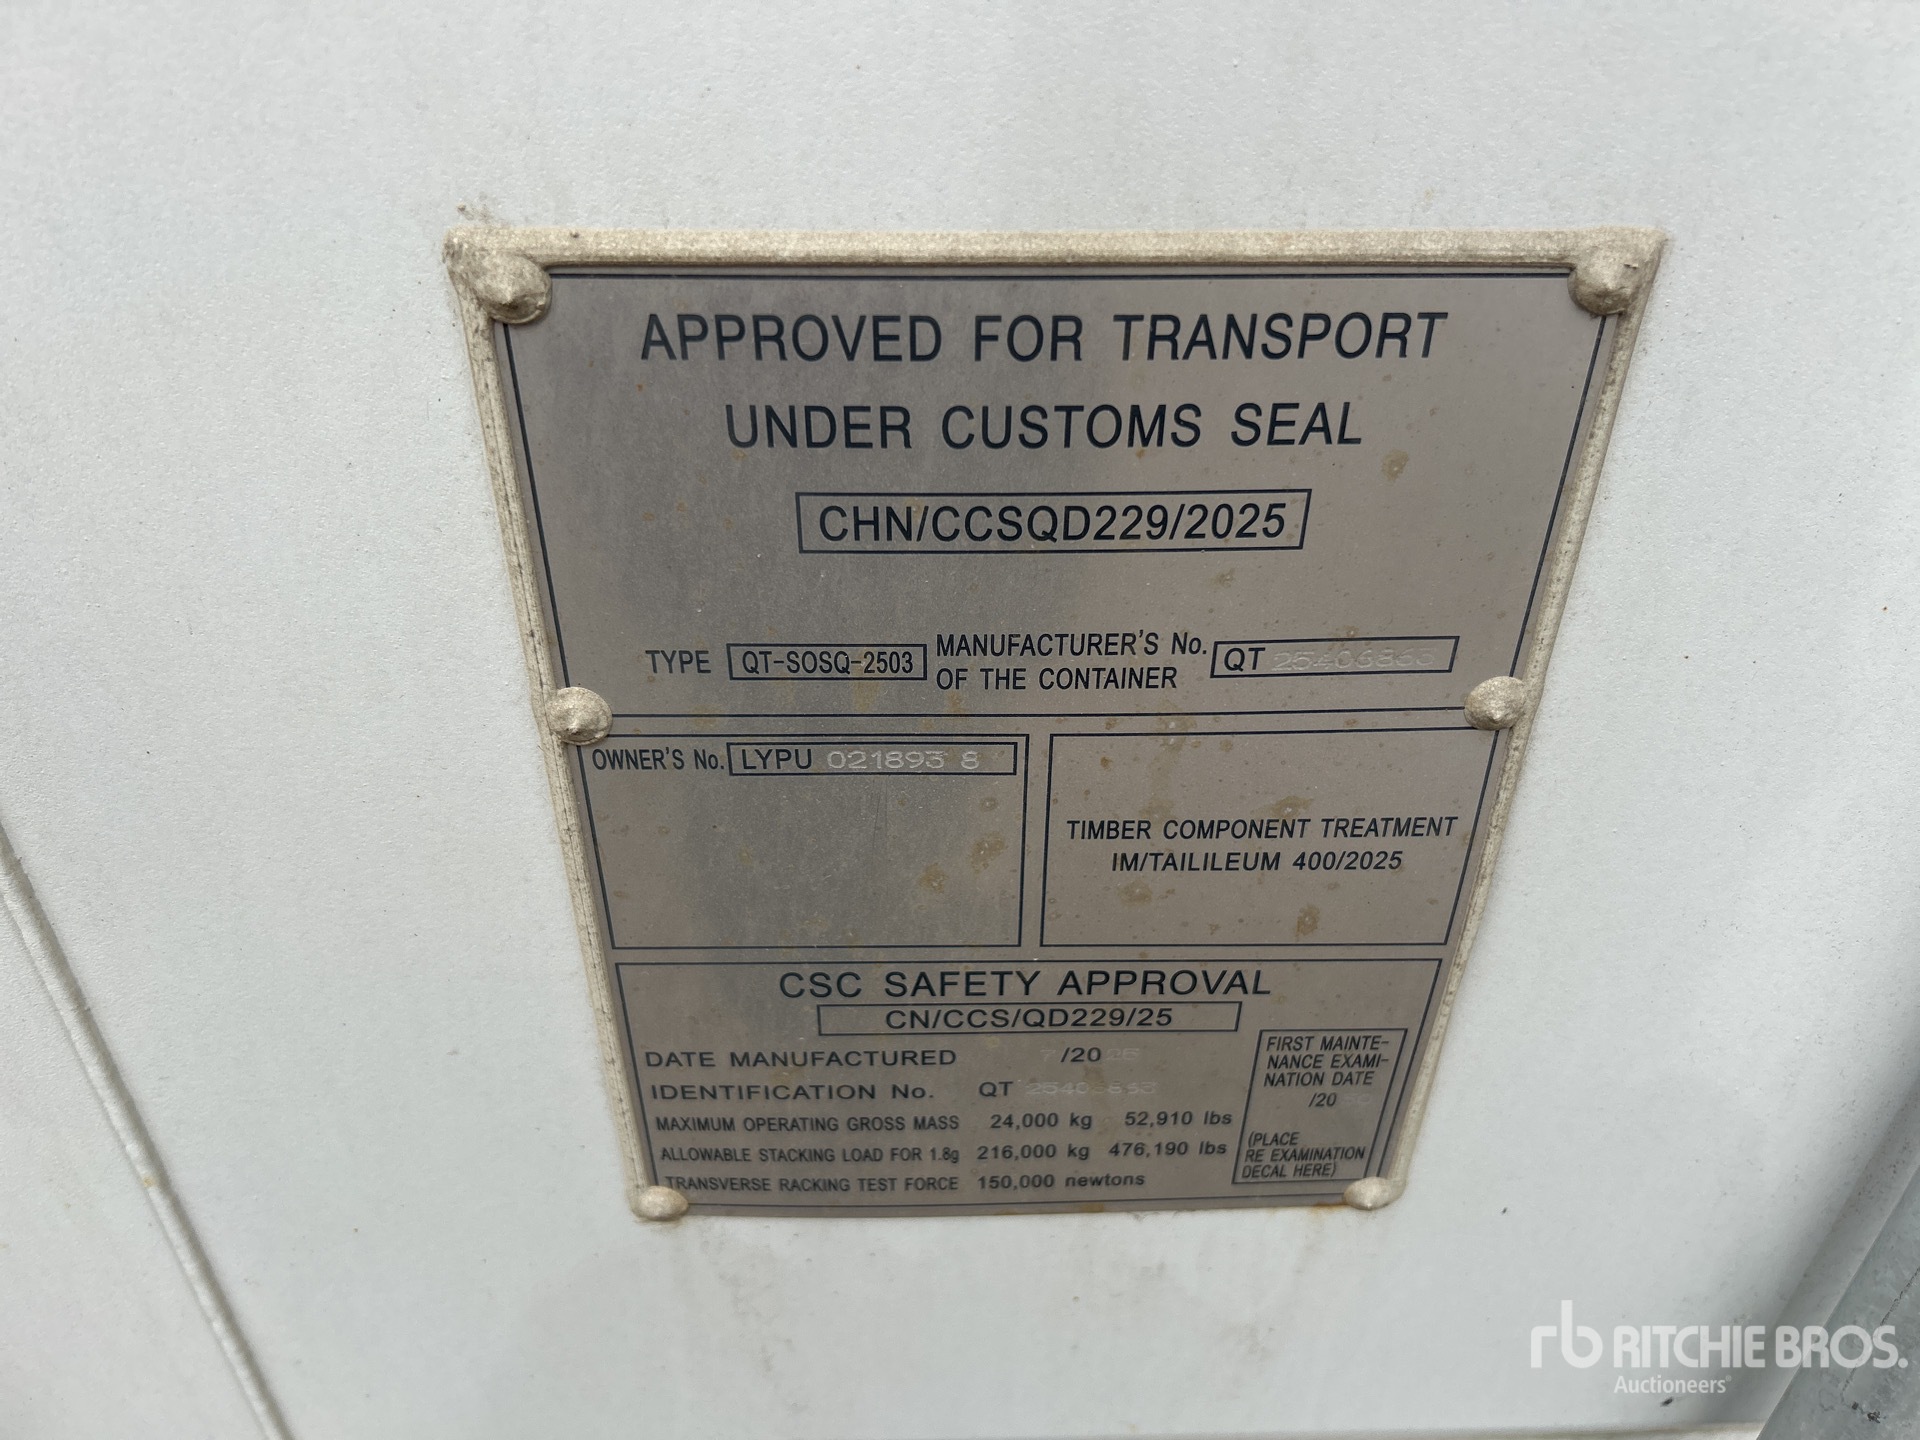 APPROVED FOR TRANSPORT
UNDER CUSTOMS SEAL
CHN/CCSQD229/2025
TYPE QT-SOSQ-2503 MANUFACTURER'S No. OF THE CONTAINER QT
OWNER'S No. LYPU 021893 8
TIMBER COMPONENT TREATMENT
IM/TAILILEUM 400/2025
CSC SAFETY APPROVAL
CN/CCS/QD229/25
DATE MANUFACTURED /20
IDENTIFICATION No. QT
MAXIMUM OPERATING GROSS MASS 24,000 kg 52,910 lbs
ALLOWABLE STACKING LOAD FOR 1.8g 216,000 kg 476,190 lbs
TRANSVERSE RACKING TEST FORCE 150,000 newtons
FIRST MAINTE-
NANCE EXAMI-
NATION DATE
/20
(PLACE
RE EXAMINATION
DECAL HERE)
rb RITCHIE BROS.
Auctioneers